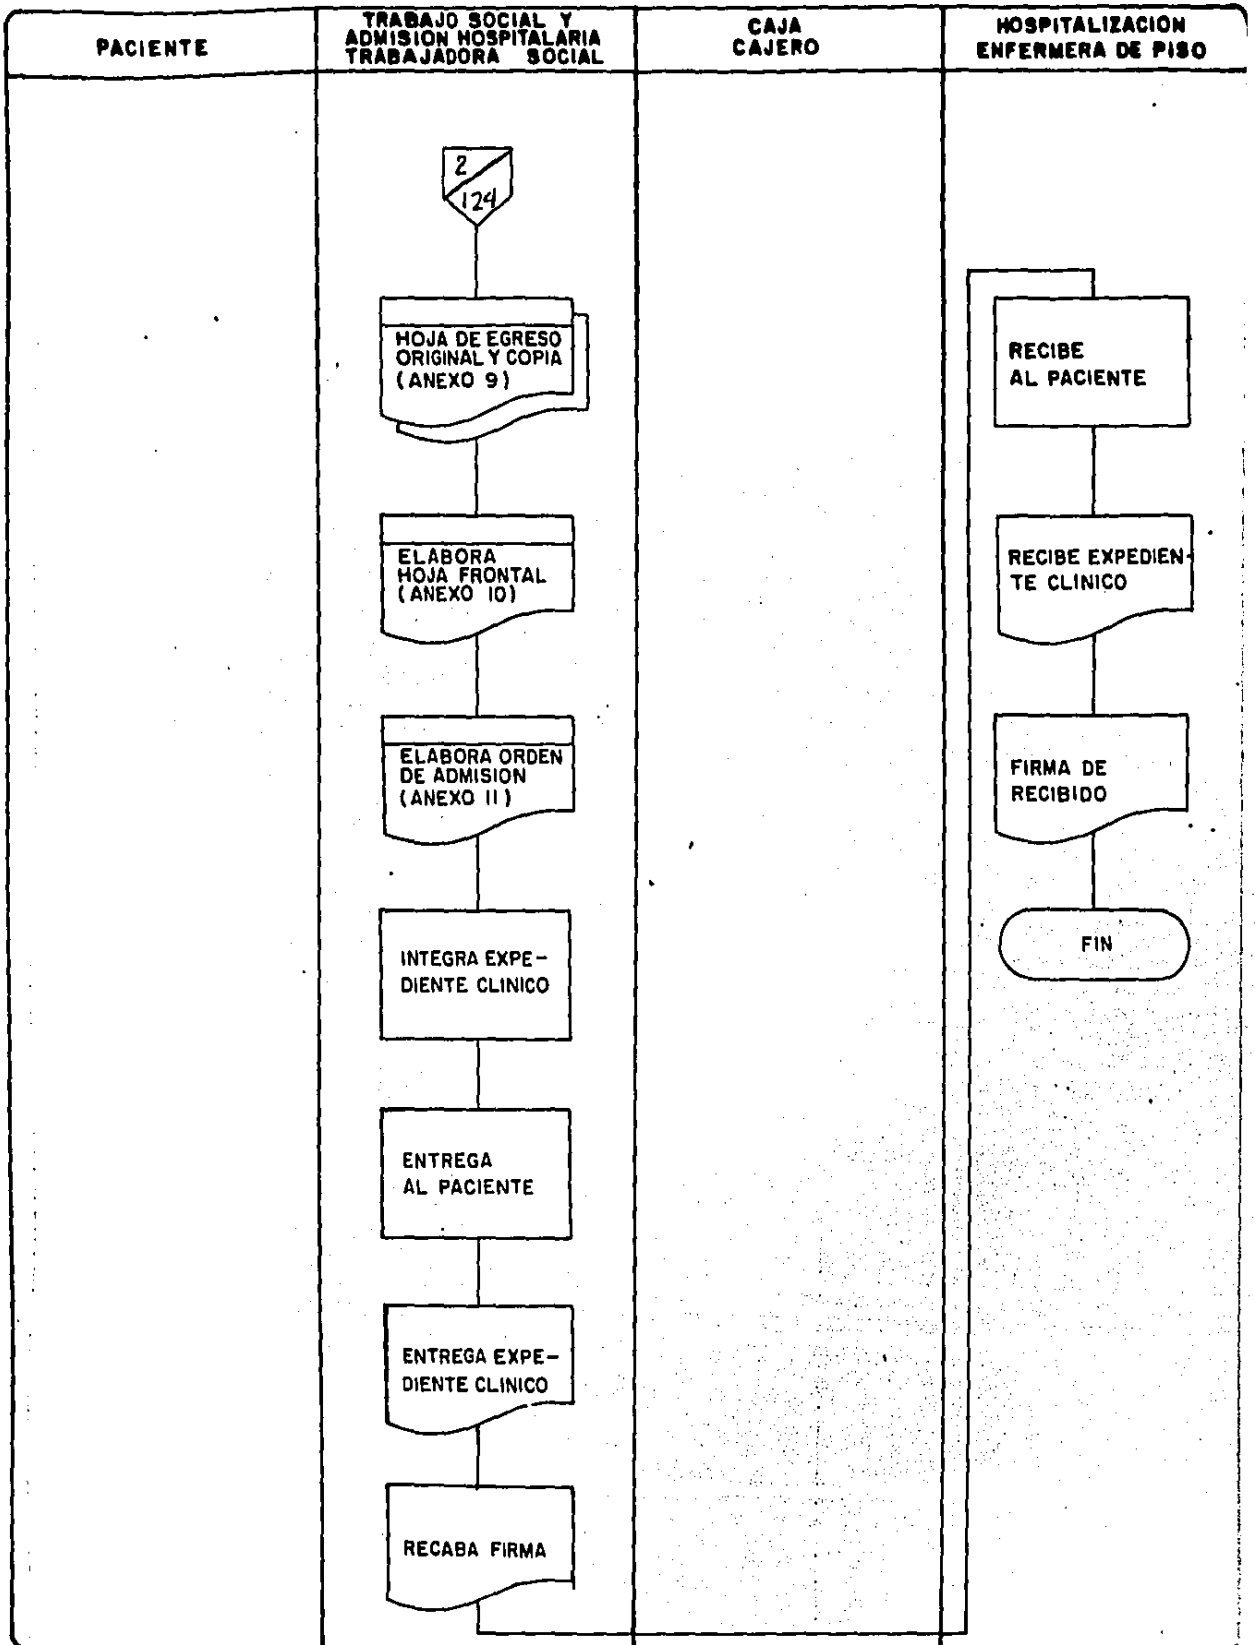 PACIENTE
TRABAJO SOCIAL Y
ADMISION HOSPITALARIA
TRABAJADORA SOCIAL
CAJA
CAJERO
HOSPITALIZACION
ENFERMERA DE PISO
2
124
HOJA DE EGRESO
ORIGINAL Y COPIA
(ANEXO 9)
ELABORA
HOJA FRONTAL
(ANEXO 10)
ELABORA ORDEN
DE ADMISION
(ANEXO 11)
INTEGRA EXPE-
DIENTE CLINICO
ENTREGA
AL PACIENTE
ENTREGA EXPE-
DIENTE CLINICO
RECABA FIRMA
RECIBE
AL PACIENTE
RECIBE EXPEDIEN-
TE CLINICO
FIRMA DE
RECIBIDO
FIN